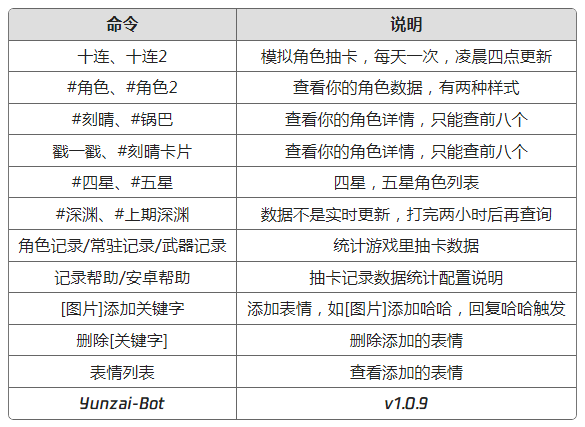 命令 说明
十连、十连2 模拟角色抽卡，每天一次，凌晨四点更新
#角色、#角色2 查看你的角色数据，有两种样式
#刻晴、#锅巴 查看你的角色详情，只能查前八个
戳一戳、#刻晴卡片 查看你的角色详情，只能查前八个
#四星、#五星 四星，五星角色列表
#深渊、#上期深渊 数据不是实时更新，打完两小时后再查询
角色记录/常驻记录/武器记录 统计游戏里抽卡数据
记录帮助/安卓帮助 抽卡记录数据统计配置说明
[图片]添加关键字 添加表情，如[图片]添加哈哈，回复哈哈触发
删除[关键字] 删除添加的表情
表情列表 查看添加的表情
Yunzai-Bot v1.0.9